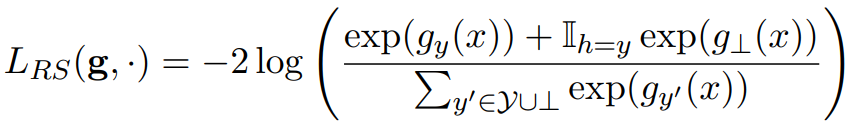 L_{RS}(\mathbf{g}, \cdot) = -2 \log \left( \frac{\exp(g_y(x)) + \mathbb{I}_{h=y} \exp(g_\perp(x))}{\sum_{y' \in \mathcal{Y} \cup \perp} \exp(g_{y'}(x))} \right)